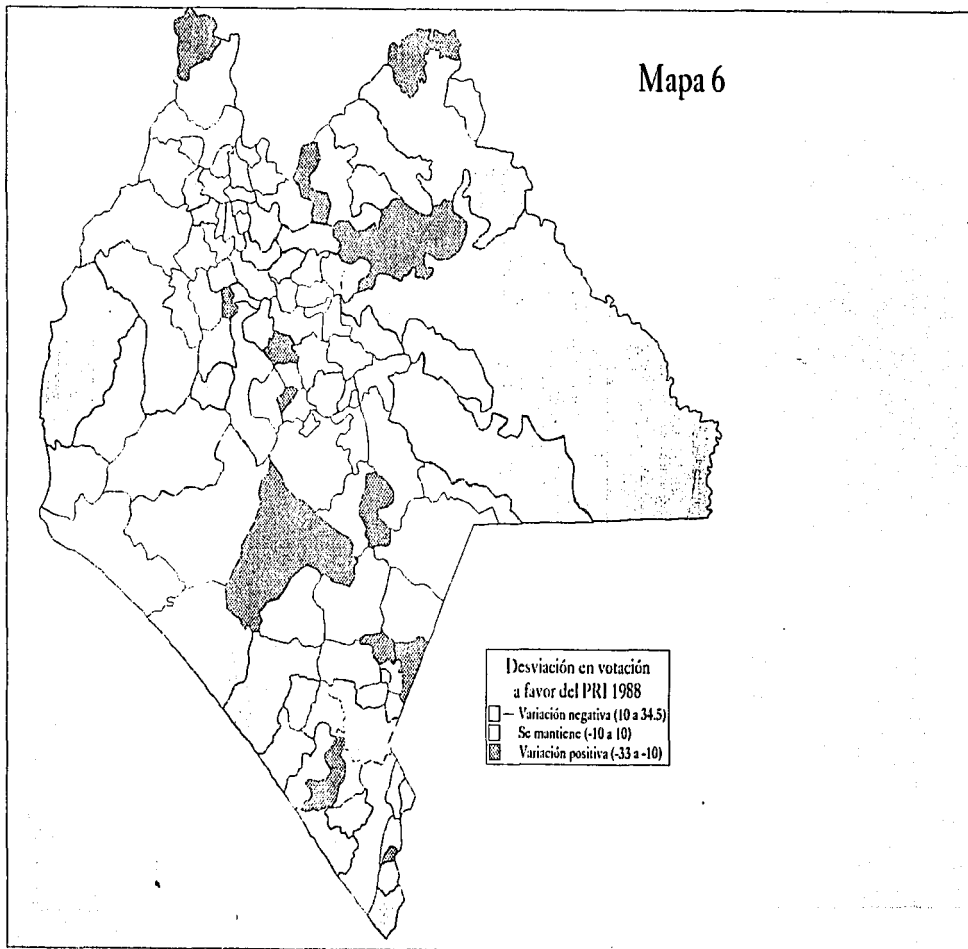 Mapa 6
Desviación en votación
a favor del PRI 1988
— Variación negativa (10 a 34.5)
Se mantiene (-10 a 10)
Variación positiva (-33 a -10)